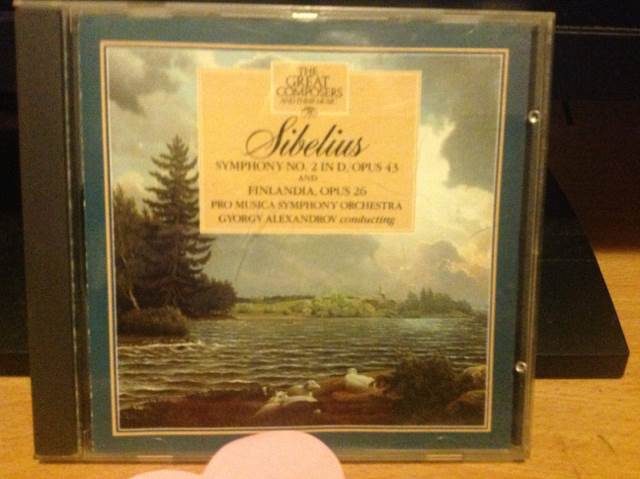 THE
GREAT
COMPOSERS
AND THEIR MUSIC
Sibelius
SYMPHONY NO. 2 IN D, OPUS 43
AND
FINLANDIA, OPUS 26
PRO MUSICA SYMPHONY ORCHESTRA
GYORGY ALEXANDROV conducting